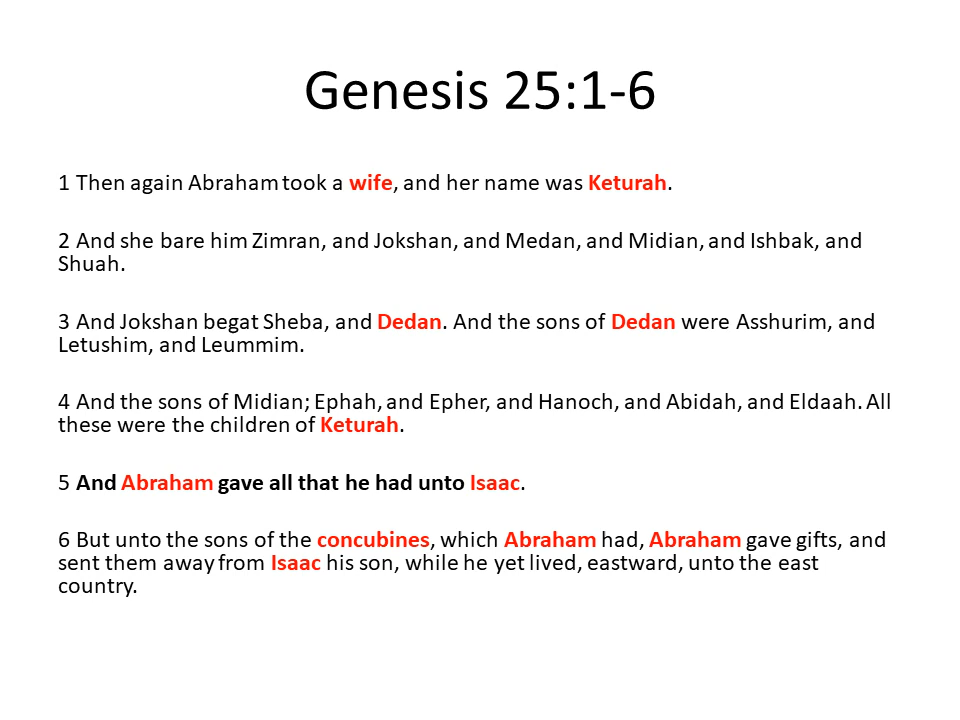 Genesis 25:1-6
1 Then again Abraham took a wife, and her name was Keturah.
2 And she bare him Zimran, and Jokshan, and Medan, and Midian, and Ishbak, and
Shuah.
3 And Jokshan begat Sheba, and Dedan. And the sons of Dedan were Asshurim, and
Letushim, and Leummim.
4 And the sons of Midian; Ephah, and Epher, and Hanoch, and Abidah, and Eldaah. All
these were the children of Keturah.
5 And Abraham gave all that he had unto Isaac.
6 But unto the sons of the concubines, which Abraham had, Abraham gave gifts, and
sent them away from Isaac his son, while he yet lived, eastward, unto the east
country.